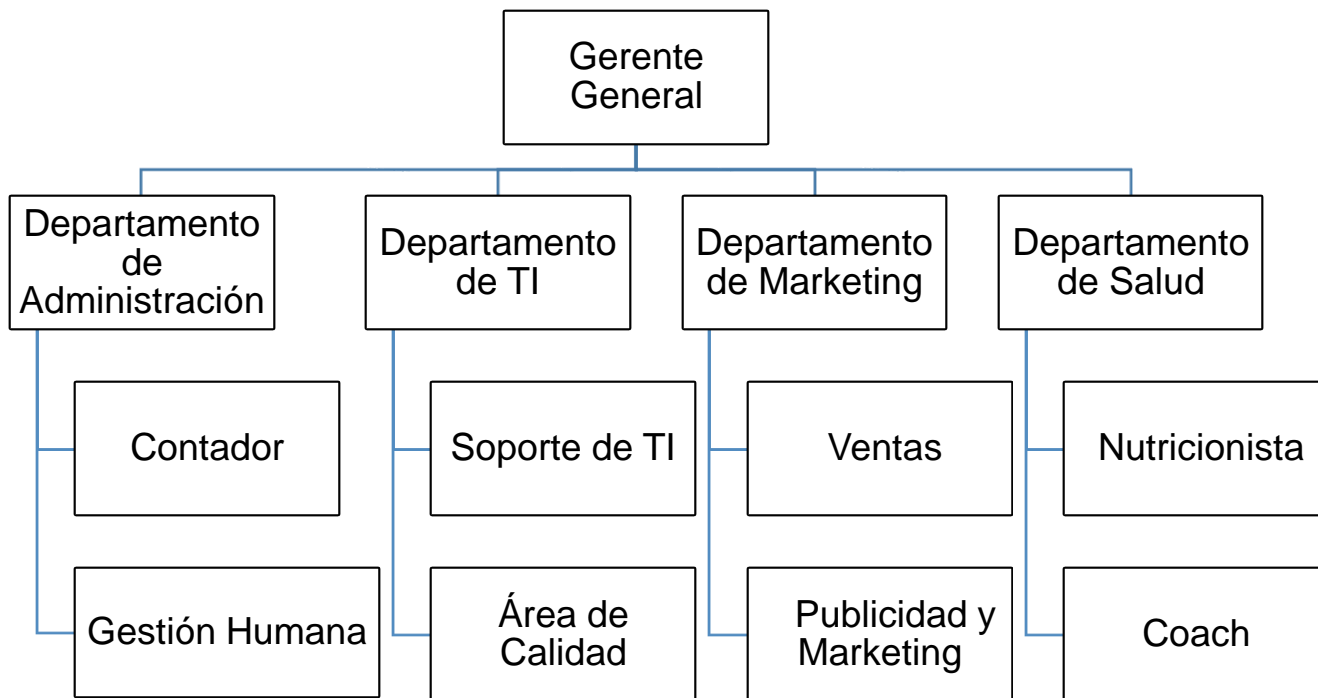 Gerente
General
Departamento
de
Administración
Departamento
de TI
Departamento
de Marketing
Departamento
de Salud
Contador
Soporte de TI
Ventas
Nutricionista
Gestión Humana
Área de
Calidad
Publicidad y
Marketing
Coach